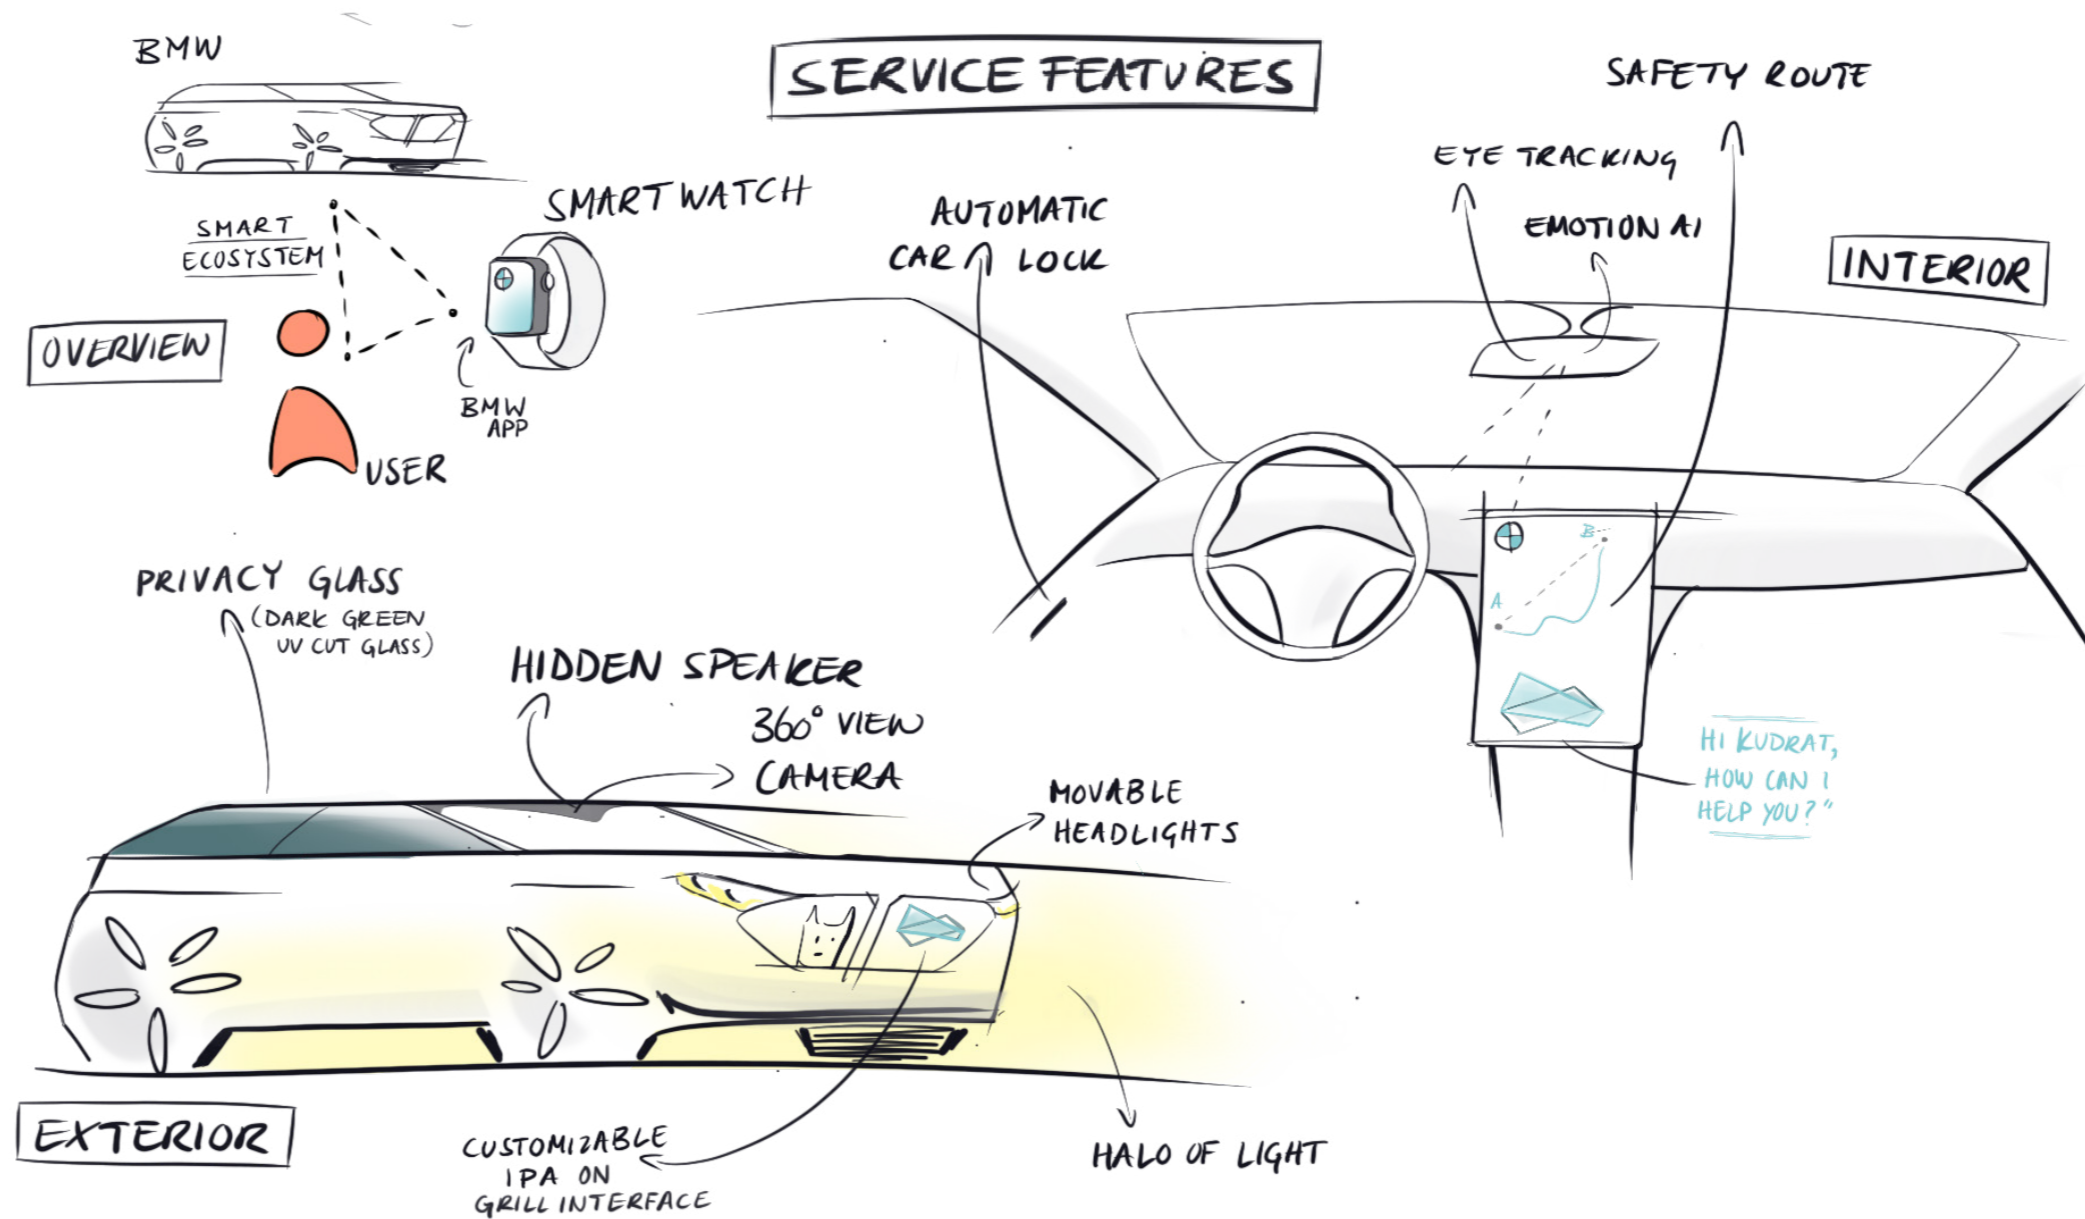 SERVICE FEATURES
BMW
SMART
ECOSYSTEM
SMARTWATCH
OVERVIEW
BMW
APP
USER
AUTOMATIC
CAR LOCK
SAFETY ROUTE
EYE TRACKING
EMOTION AI
INTERIOR
B
A
HI KUDRAT,
HOW CAN I
HELP YOU?"
PRIVACY GLASS
(DARK GREEN
UV CUT GLASS)
HIDDEN SPEAKER
360° VIEW
CAMERA
MOVABLE
HEADLIGHTS
EXTERIOR
CUSTOMIZABLE
IPA ON
GRILL INTERFACE
HALO OF LIGHT